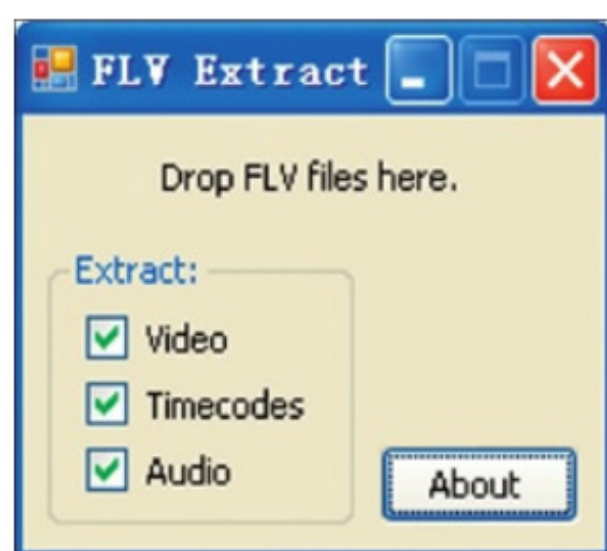 FLV Extract
Drop FLV files here.
Extract:
Video
Timecodes
Audio
About